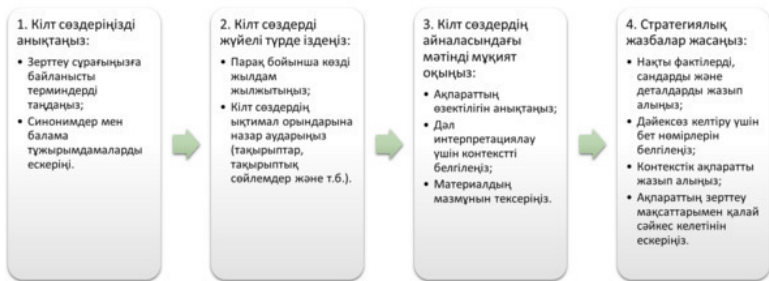 1. Кілт сөздеріңізді
анықтаңыз:
• Зерттеу сұрағыңызға
байланысты
терминдерді
таңдаңыз;
• Синонимдер мен
балама
тұжырымдамаларды
ескеріңі.
2. Кілт сөздерді
жүйелі түрде іздеңіз:
• Парақ бойынша көзді
жылдам
жылжытыңыз;
• Кілт сөздердің
ықтимал орындарына
назар аударыңыз
(тақырыптар,
тақырыптық
сөйлемдер және т.б.).
3. Кілт сөздердің
айналасындағы
мәтінді мұқият
оқыңыз:
• Ақпараттың
өзектілігін анықтаңыз;
• Дәл
интерпретациялау
үшін контекстті
белгілеңіз;
• Материалдың
мазмұнын тексеріңіз.
4. Стратегиялық
жазбалар жасаңыз:
• Нақты фактілерді,
сандарды және
деталдарды жазып
алыңыз;
• Дәйексөз келтіру үшін
бет нөмірлерін
белгілеңіз;
• Контекстік ақпаратты
жазып алыңыз;
• Ақпараттың зерттеу
мақсаттарымен қалай
сәйкес келетінін
ескеріңіз.